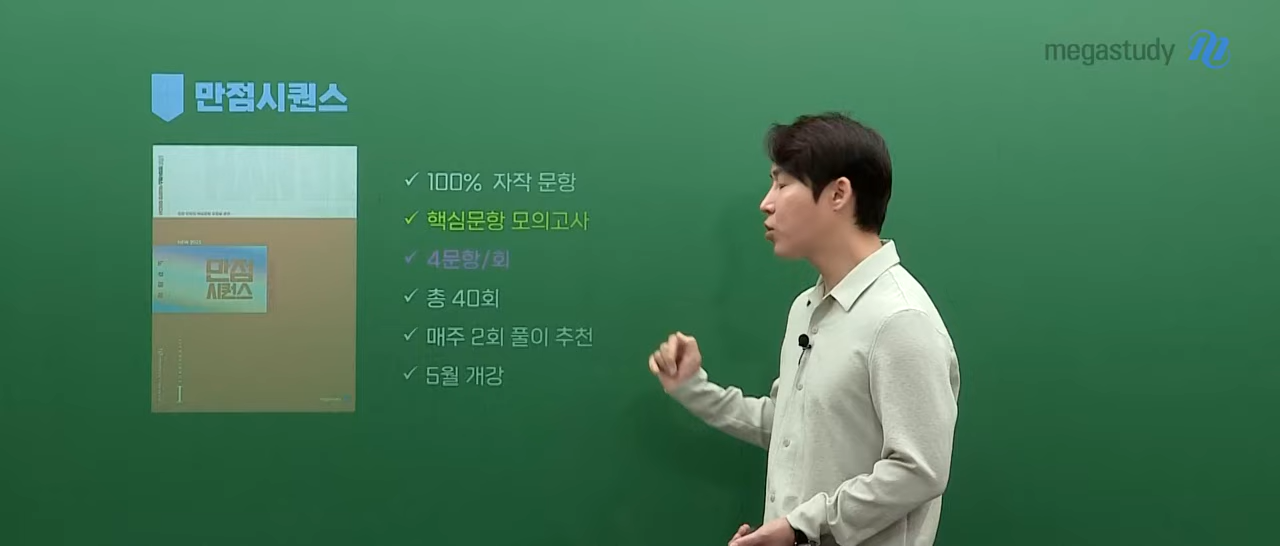 megastudy
만점시퀀스
100% 자작 문항
핵심문항 모의고사
4문항/회
총 40회
매주 2회 풀이 추천
5월 개강
만점
시퀀스
I